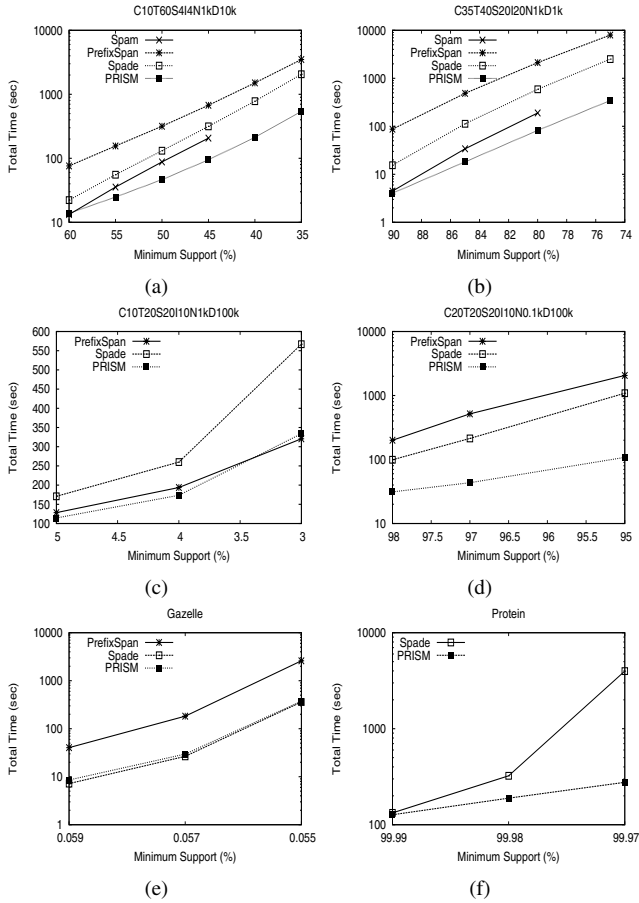 C10T60S4I4N1kD10k
Total Time (sec)
10000
1000
100
10
Spam
PrefixSpan
Spade
PRISM
60 55 50 45 40 35
Minimum Support (%)
(a)
C35T40S20I20N1kD1k
Total Time (sec)
10000
1000
100
10
1
Spam
PrefixSpan
Spade
PRISM
90 88 86 84 82 80 78 76 74
Minimum Support (%)
(b)
C10T20S20I10N1kD100k
Total Time (sec)
600
550
500
450
400
350
300
250
200
150
100
PrefixSpan
Spade
PRISM
5 4.5 4 3.5 3
Minimum Support (%)
(c)
C20T20S20I10N0.1kD100k
Total Time (sec)
10000
1000
100
10
PrefixSpan
Spade
PRISM
98 97.5 97 96.5 96 95.5 95
Minimum Support (%)
(d)
Gazelle
Total Time (sec)
10000
1000
100
10
1
PrefixSpan
Spade
PRISM
0.059 0.057 0.055
Minimum Support (%)
(e)
Protein
Total Time (sec)
10000
1000
100
Spade
PRISM
99.99 99.98 99.97
Minimum Support (%)
(f)